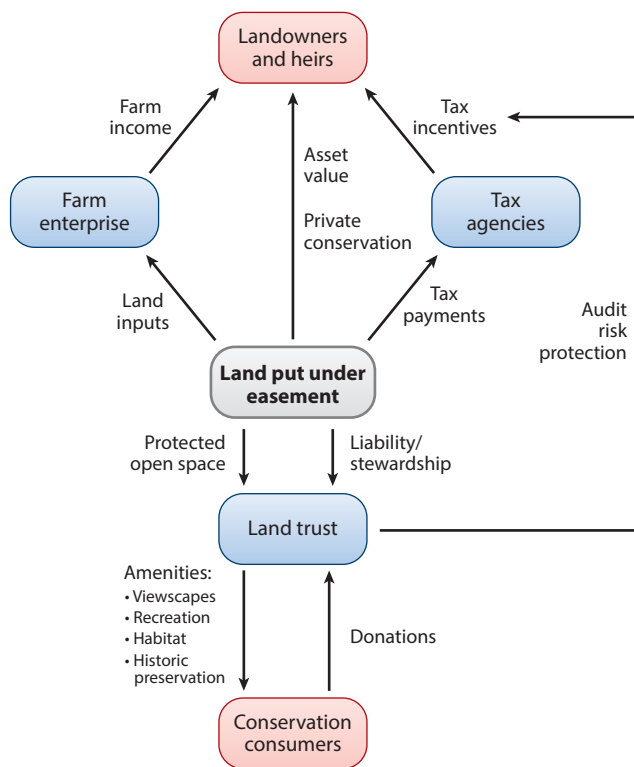 Landowners
and heirs
Farm
income
Tax
incentives
Asset
value
Farm
enterprise
Tax
agencies
Private
conservation
Land
inputs
Tax
payments
Audit
risk
protection
Land put under
easement
Protected
open space
Liability/
stewardship
Land trust
Amenities:
• Viewscapes
• Recreation
• Habitat
• Historic
preservation
Donations
Conservation
consumers